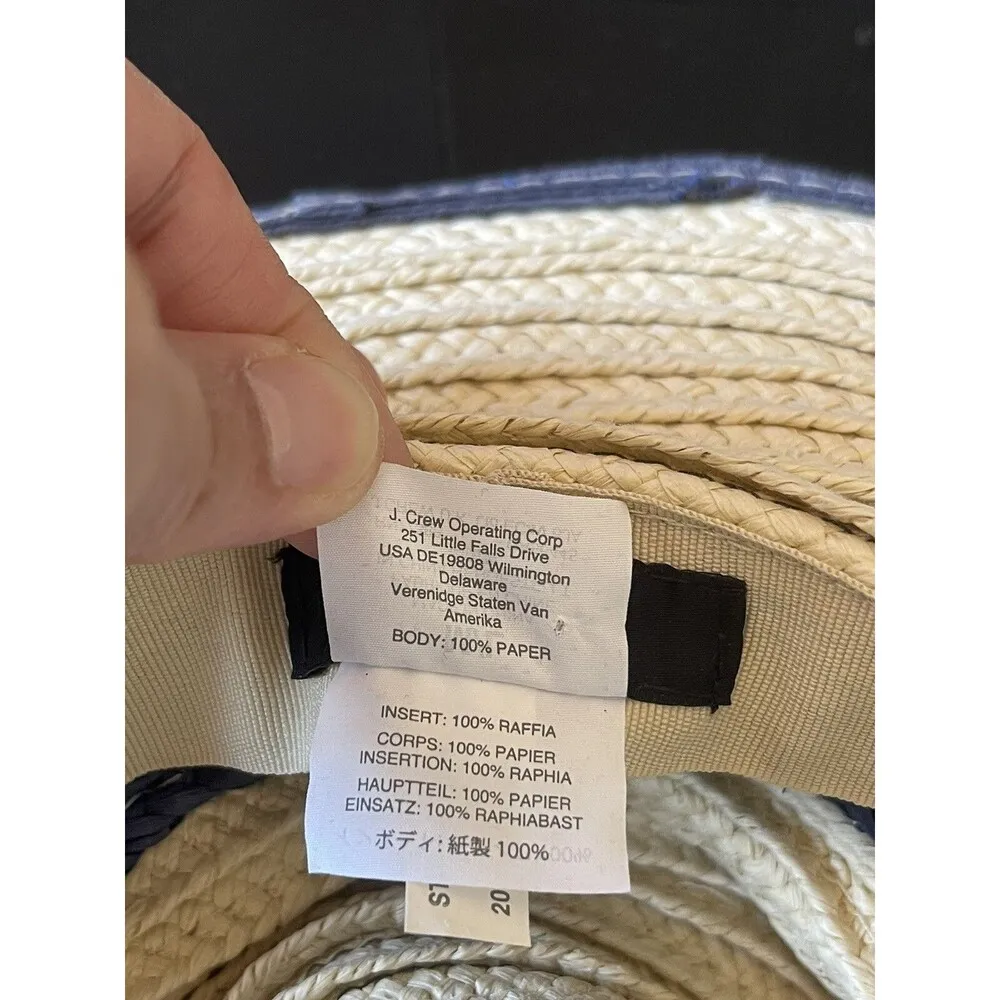 J. Crew Operating Corp
251 Little Falls Drive
USA DE19808 Wilmington
Delaware
Verenidge Staten Van
Amerika
BODY: 100% PAPER
INSERT: 100% RAFFIA
CORPS: 100% PAPIER
INSERTION: 100% RAPHIA
HAUPTTEIL: 100% PAPIER
EINSATZ: 100% RAPHIABAST
ボディ: 紙製 100%